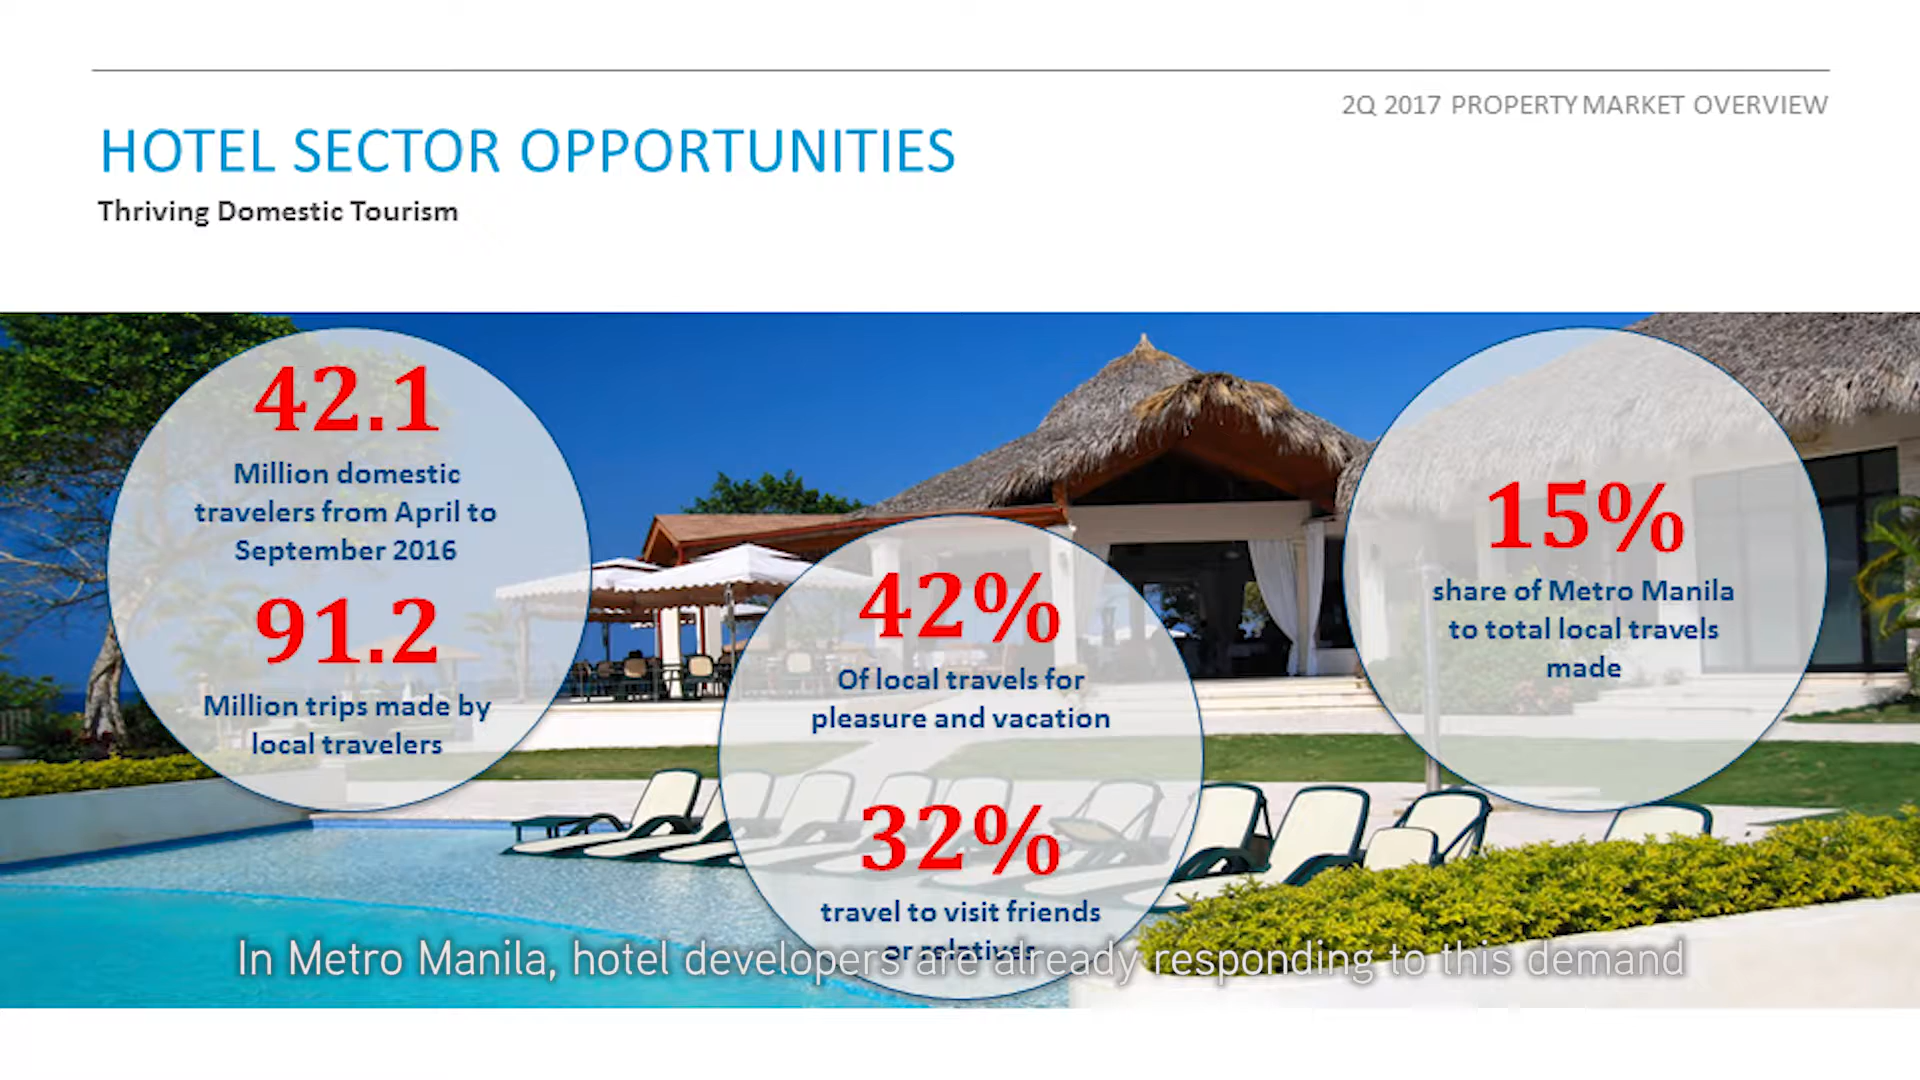 2Q 2017 PROPERTY MARKET OVERVIEW
HOTEL SECTOR OPPORTUNITIES
Thriving Domestic Tourism
42.1
Million domestic
travelers from April to
September 2016
91.2
Million trips made by
local travelers
42%
Of local travels for
pleasure and vacation
32%
travel to visit friends
or relatives
15%
share of Metro Manila
to total local travels
made
In Metro Manila, hotel developers are already responding to this demand